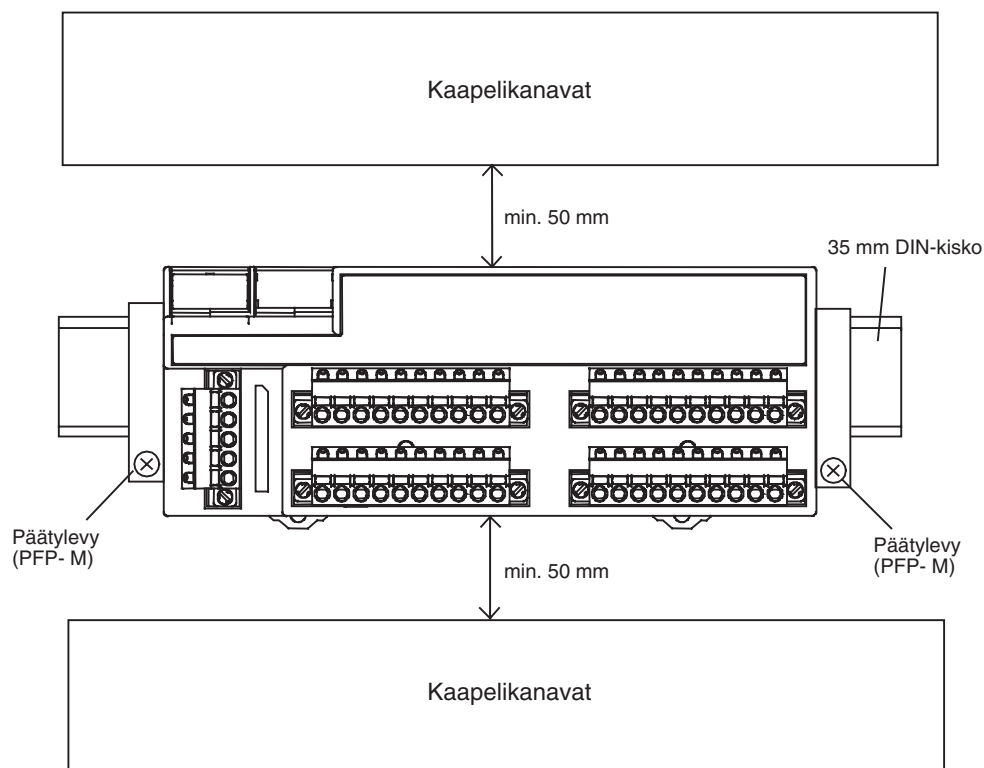 Kaapelikanavat
min. 50 mm
35 mm DIN-kisko
Päätylevy
(PFP- M)
Päätylevy
(PFP- M)
min. 50 mm
Kaapelikanavat